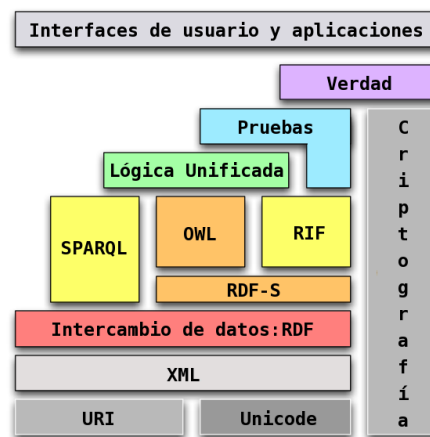 Interfaces de usuario y aplicaciones
Verdad
Pruebas
Lógica Unificada
SPARQL
OWL
RIF
RDF-S
Intercambio de datos:RDF
XML
URI
Unicode
Criptografía